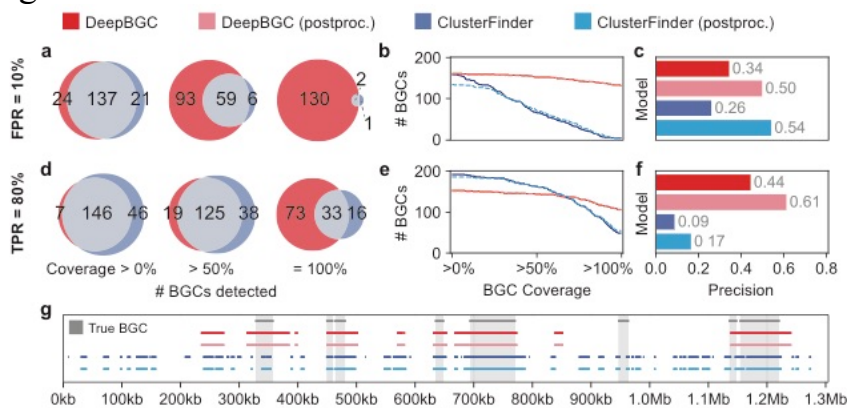 DeepBGC DeepBGC (postproc.) ClusterFinder ClusterFinder (postproc.)
a b c
FPR = 10%
24 137 21
93 59 6
130 2 1
200
100
0
# BGCs
Model
0.34
0.50
0.26
0.54
d e f
TPR = 80%
7 146 46
19 125 38
73 33 16
200
100
0
# BGCs
Model
0.44
0.61
0.09
0 17
Coverage > 0% > 50% = 100%
# BGCs detected
>0% >50% >100%
BGC Coverage
0.0 0.2 0.4 0.6 0.8
Precision
g
True BGC
0kb 100kb 200kb 300kb 400kb 500kb 600kb 700kb 800kb 900kb 1.0Mb 1.1Mb 1.2Mb 1.3Mb